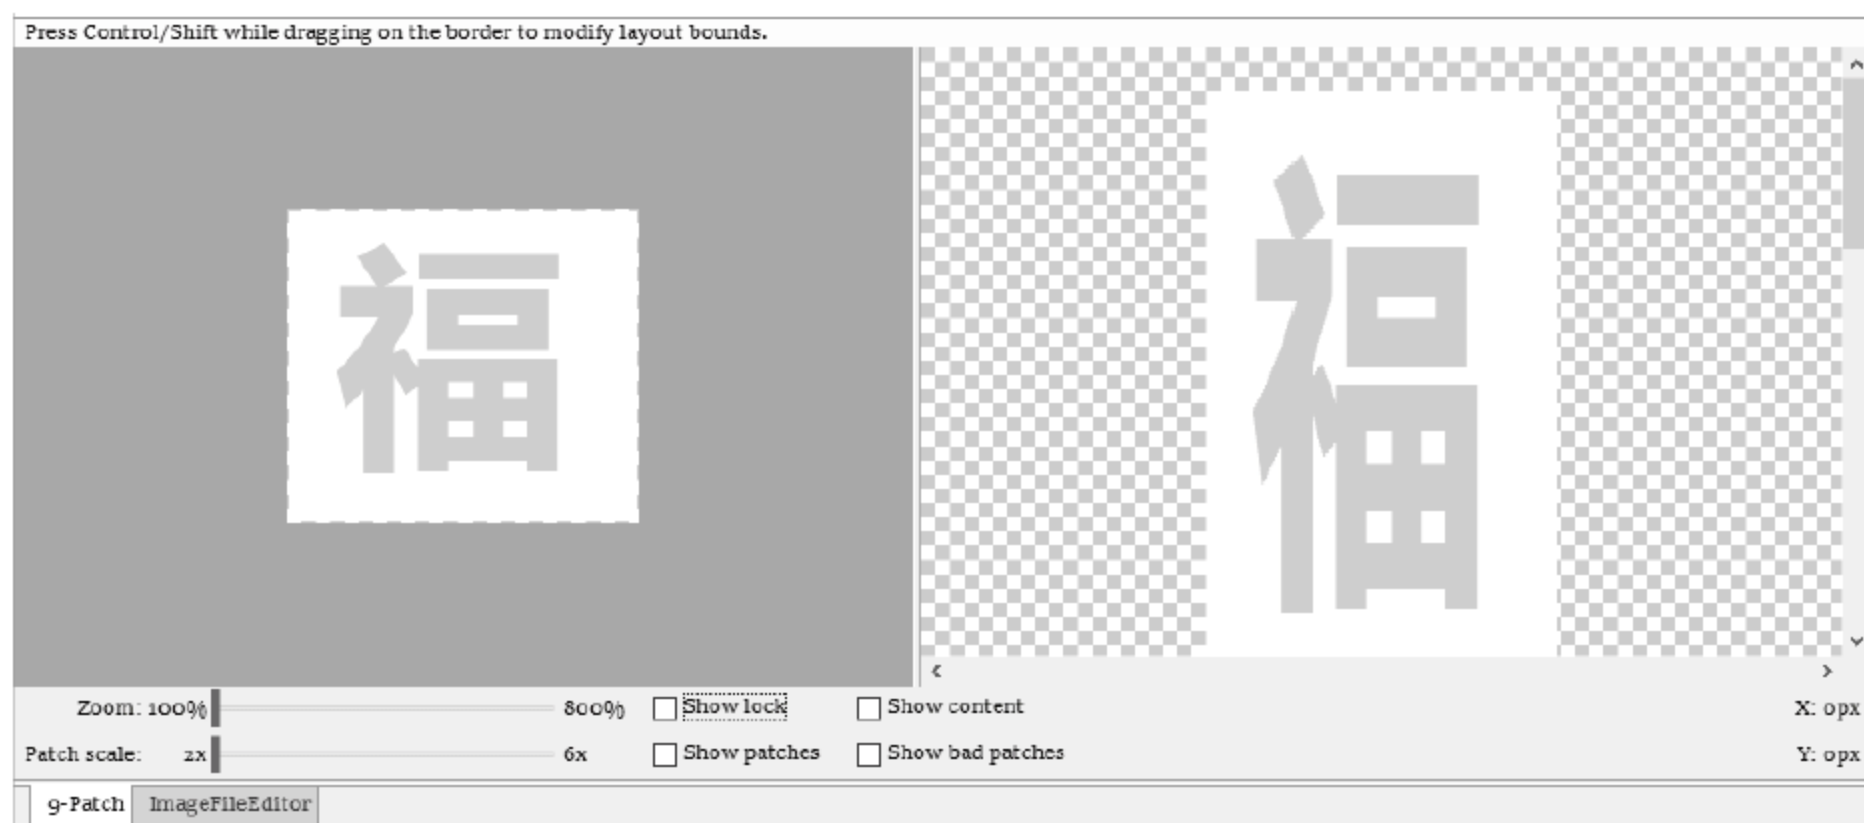 Press Control/Shift while dragging on the border to modify layout bounds.
福 福
Zoom: 100% 800% Show lock Show content X: 0px
Patch scale: 2x 6x Show patches Show bad patches Y: 0px
9-Patch ImageFileEditor